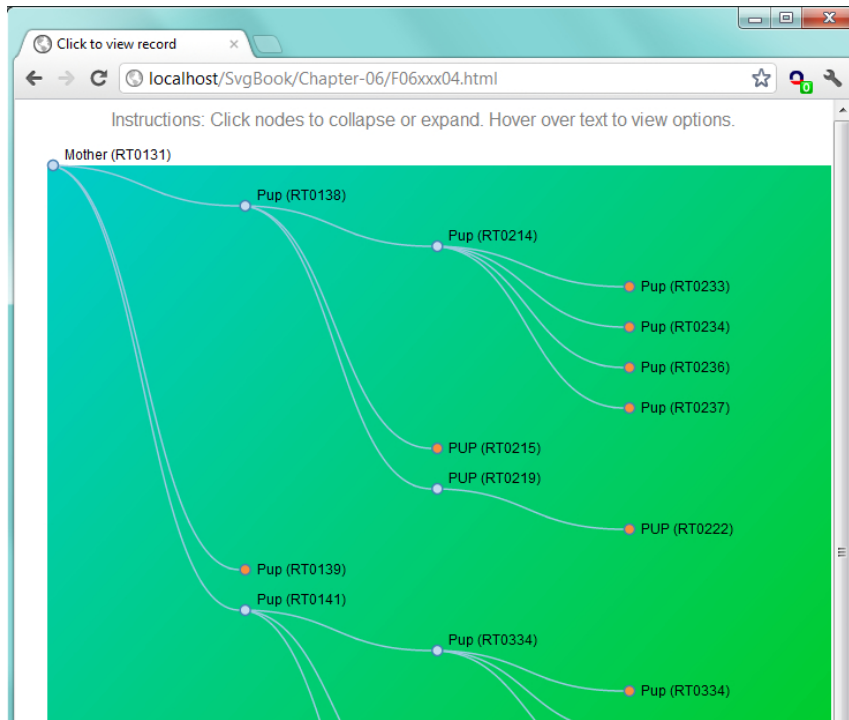 Click to view record
localhost/SvgBook/Chapter-06/F06xxx04.html
0
Instructions: Click nodes to collapse or expand. Hover over text to view options.
Mother (RT0131)
Pup (RT0138)
Pup (RT0214)
Pup (RT0233)
Pup (RT0234)
Pup (RT0236)
Pup (RT0237)
PUP (RT0215)
PUP (RT0219)
PUP (RT0222)
Pup (RT0139)
Pup (RT0141)
Pup (RT0334)
Pup (RT0334)